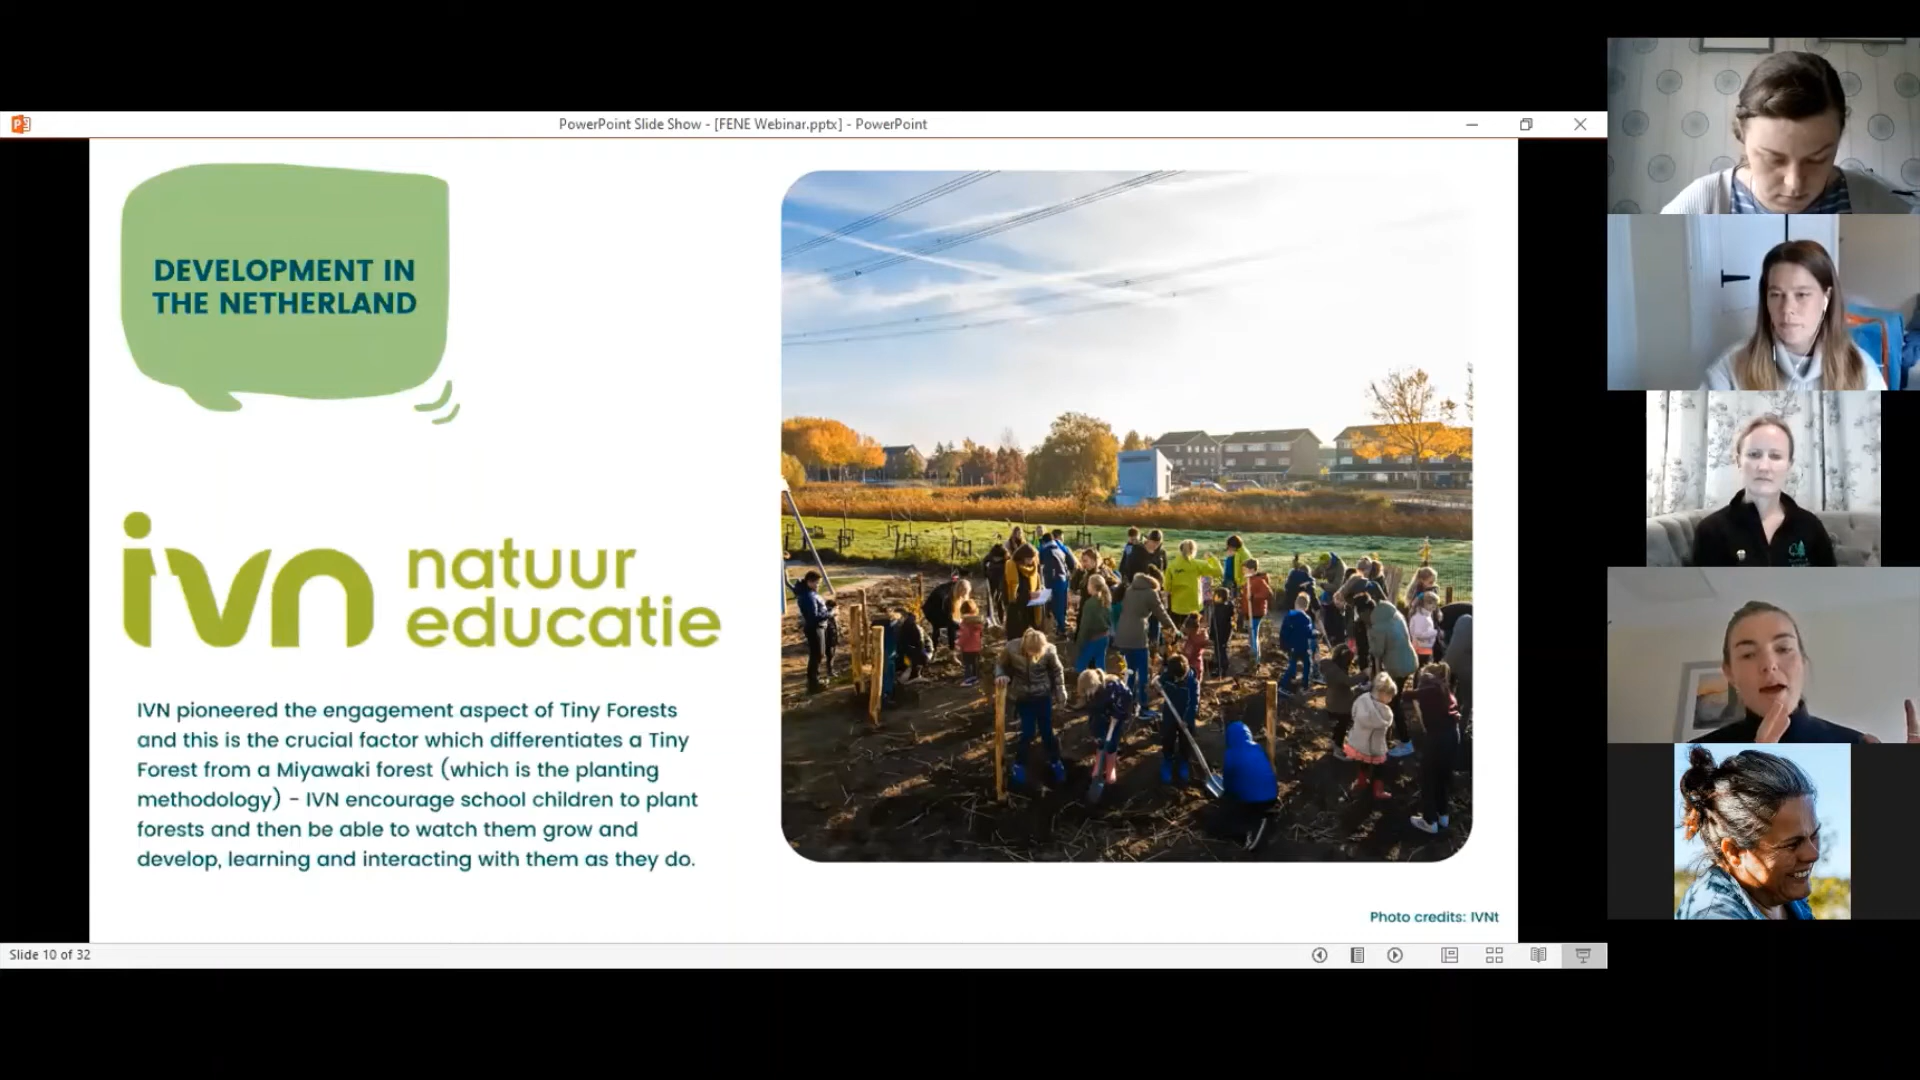 PowerPoint Slide Show - [FENE Webinar.pptx] - PowerPoint
DEVELOPMENT IN
THE NETHERLAND
ivn natuur
educatie
IVN pioneered the engagement aspect of Tiny Forests
and this is the crucial factor which differentiates a Tiny
Forest from a Miyawaki forest (which is the planting
methodology) - IVN encourage school children to plant
forests and then be able to watch them grow and
develop, learning and interacting with them as they do.
Photo credits: IVNt
Slide 10 of 32